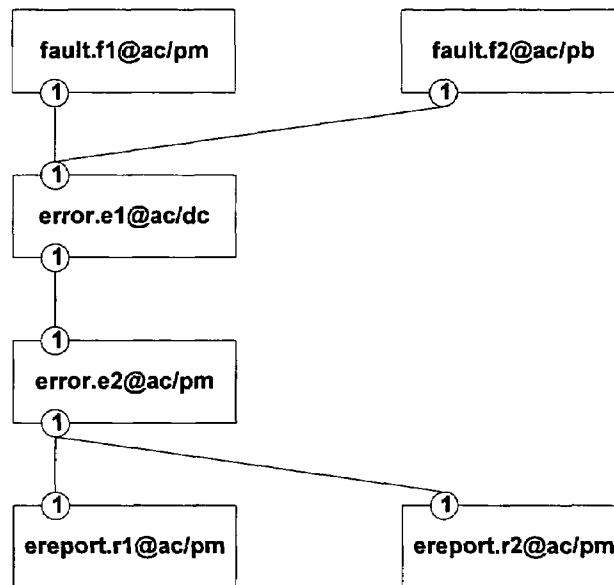 fault.f1@ac/pm fault.f2@ac/pb
1 1
1
error.e1@ac/dc
1
1
error.e2@ac/pm
1
1 1
ereport.r1@ac/pm ereport.r2@ac/pm